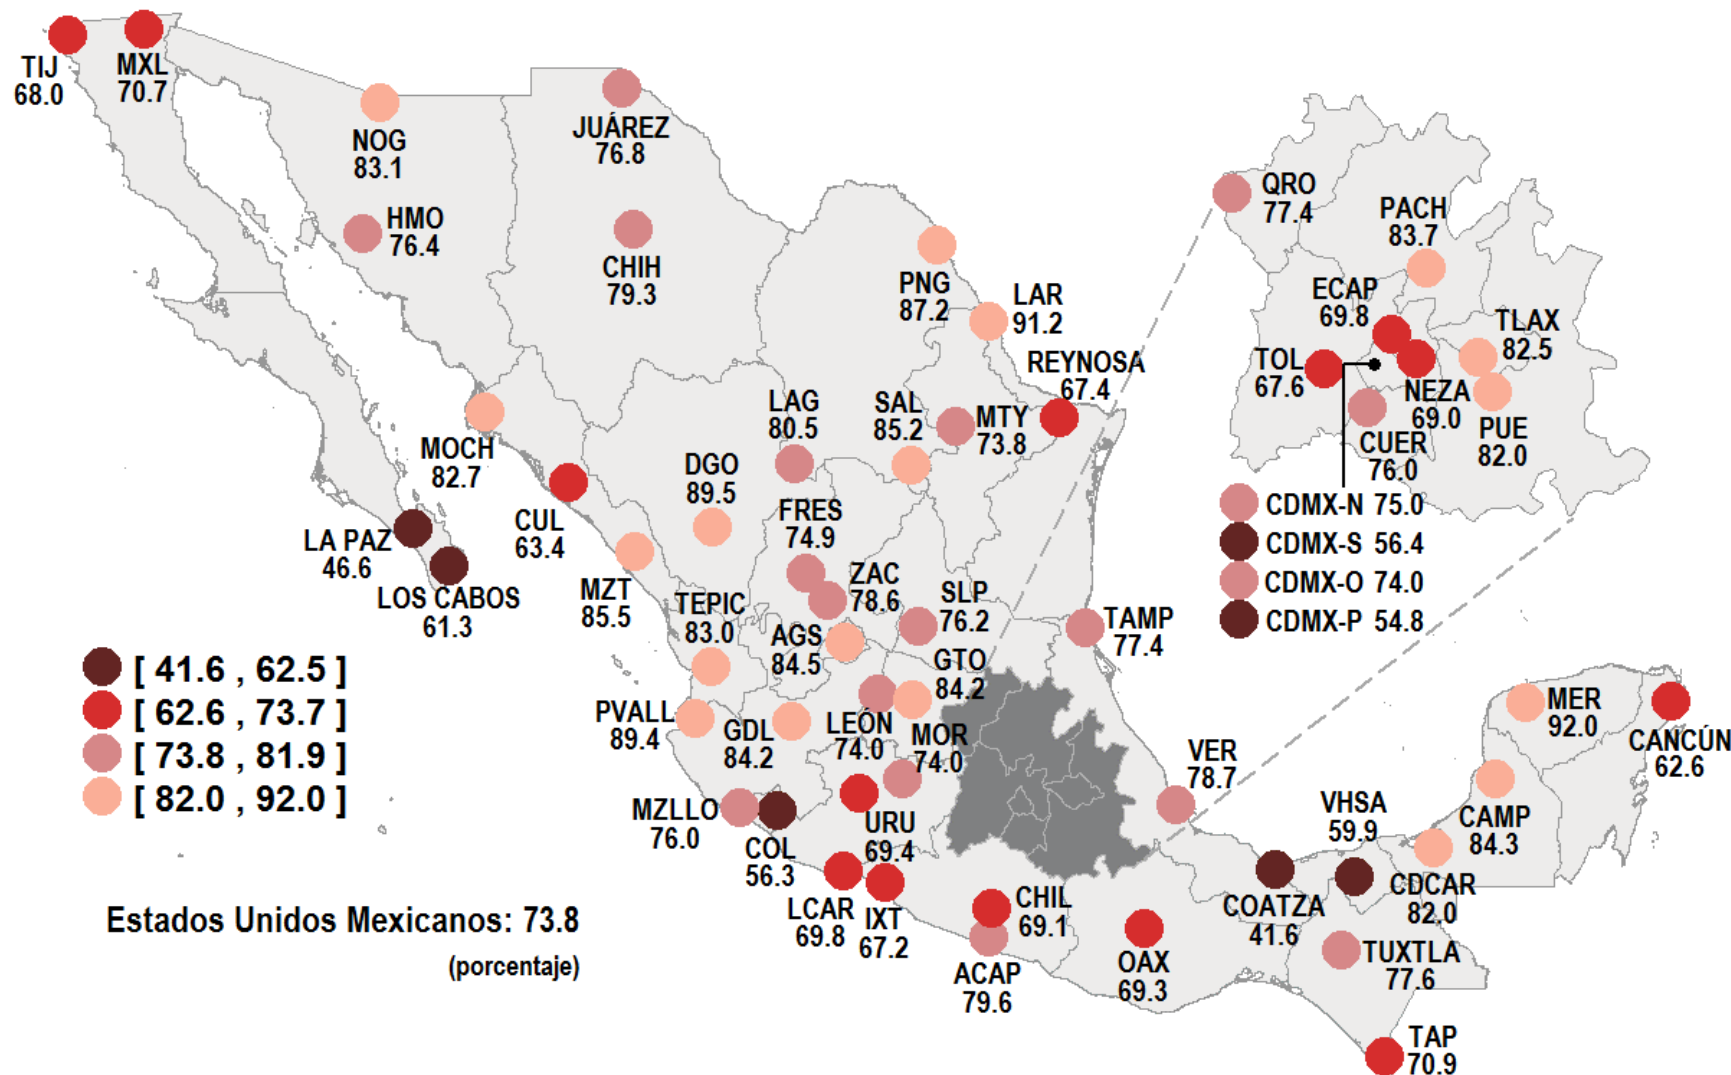 TIJ
68.0
MXL
70.7
NOG
83.1
HMO
76.4
JUÁREZ
76.8
CHIH
79.3
PNG
87.2
LAR
91.2
REYNOSA
67.4
MOCH
82.7
LAG
80.5
SAL
85.2
MTY
73.8
DGO
89.5
CUL
63.4
FRES
74.9
LA PAZ
46.6
LOS CABOS
61.3
MZT
85.5
ZAC
78.6
SLP
76.2
TEPIC
83.0
AGS
84.5
TAMP
77.4
GTO
84.2
PVALL
89.4
GDL
84.2
LEÓN
74.0
MOR
74.0
MZLLO
76.0
COL
56.3
URU
69.4
LCAR
69.8
IXT
67.2
CHIL
69.1
ACAP
79.6
OAX
69.3
VER
78.7
COATZA
41.6
VHSA
59.9
CDCAR
82.0
CAMP
84.3
MER
92.0
CANCÚN
62.6
TUXTLA
77.6
TAP
70.9
QRO
77.4
PACH
83.7
ECAP
69.8
TLAX
82.5
TOL
67.6
NEZA
69.0
PUE
82.0
CUER
76.0
CDMX-N 75.0
CDMX-S 56.4
CDMX-O 74.0
CDMX-P 54.8
[ 41.6 , 62.5 ]
[ 62.6 , 73.7 ]
[ 73.8 , 81.9 ]
[ 82.0 , 92.0 ]
Estados Unidos Mexicanos: 73.8
(porcentaje)